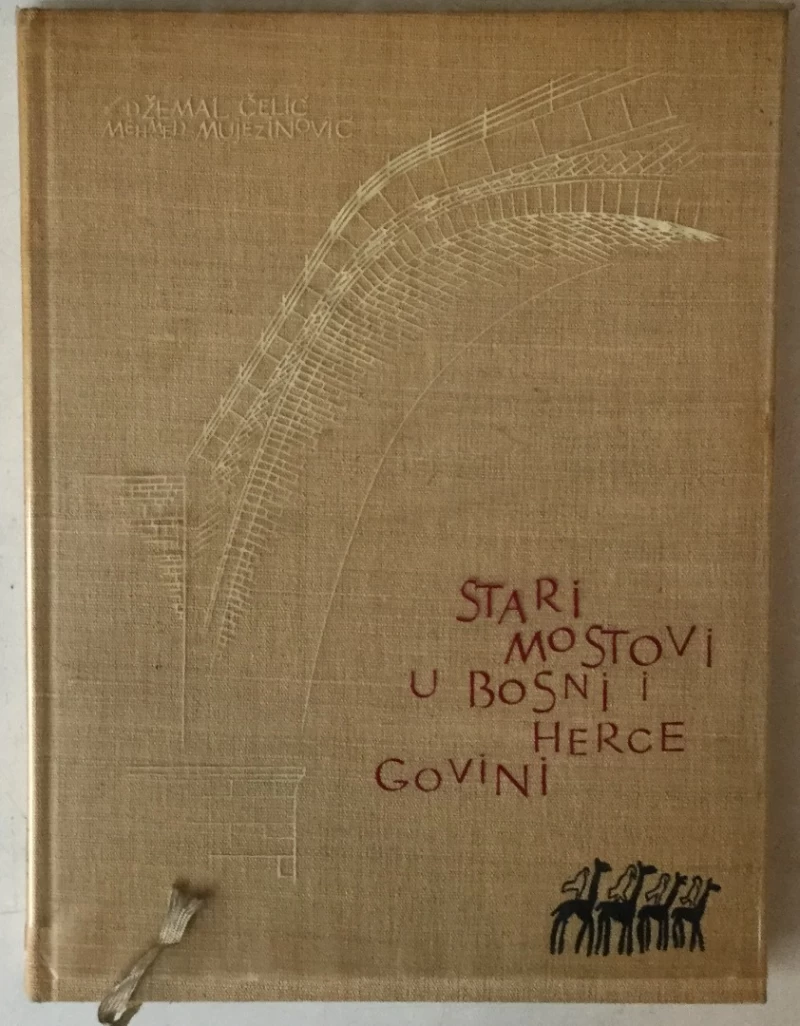 DŽEMAL ČELIĆ
MEHMED MUJEZINOVIĆ
STARI
MOSTOVI
U BOSNI I
HERCE
GOVINI